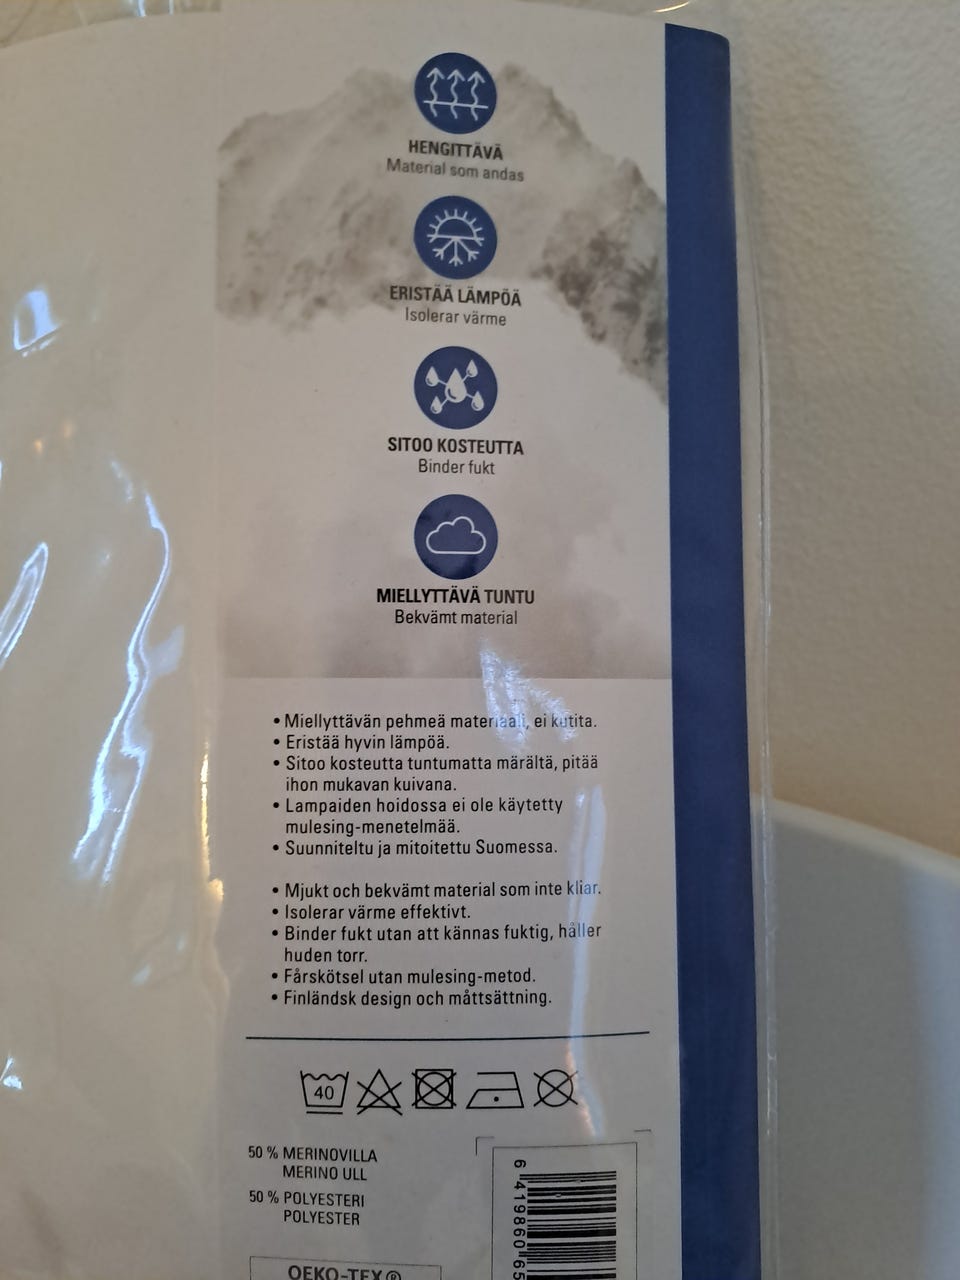 HENGITTÄVÄ
Material som andas
ERISTÄÄ LÄMPÖÄ
Isolerar värme
SITOO KOSTEUTTA
Binder fukt
MIELLYTTÄVÄ TUNTU
Bekvämt material
• Miellyttävän pehmeä materiaali, ei kutita.
• Eristää hyvin lämpöä.
• Sitoo kosteutta tuntumatta märältä, pitää
ihon mukavan kuivana.
• Lampaiden hoidossa ei ole käytetty
mulesing-menetelmää.
• Suunniteltu ja mitoitettu Suomessa.
• Mjukt och bekvämt material som inte kliar.
• Isolerar värme effektivt.
• Binder fukt utan att kännas fuktig, håller
huden torr.
• Fårskötsel utan mulesing-metod.
• Finländsk design och måttsättning.
40
50 % MERINOVILLA
MERINO ULL
50 % POLYESTERI
POLYESTER
OEKO-TEX®
6 419860 65